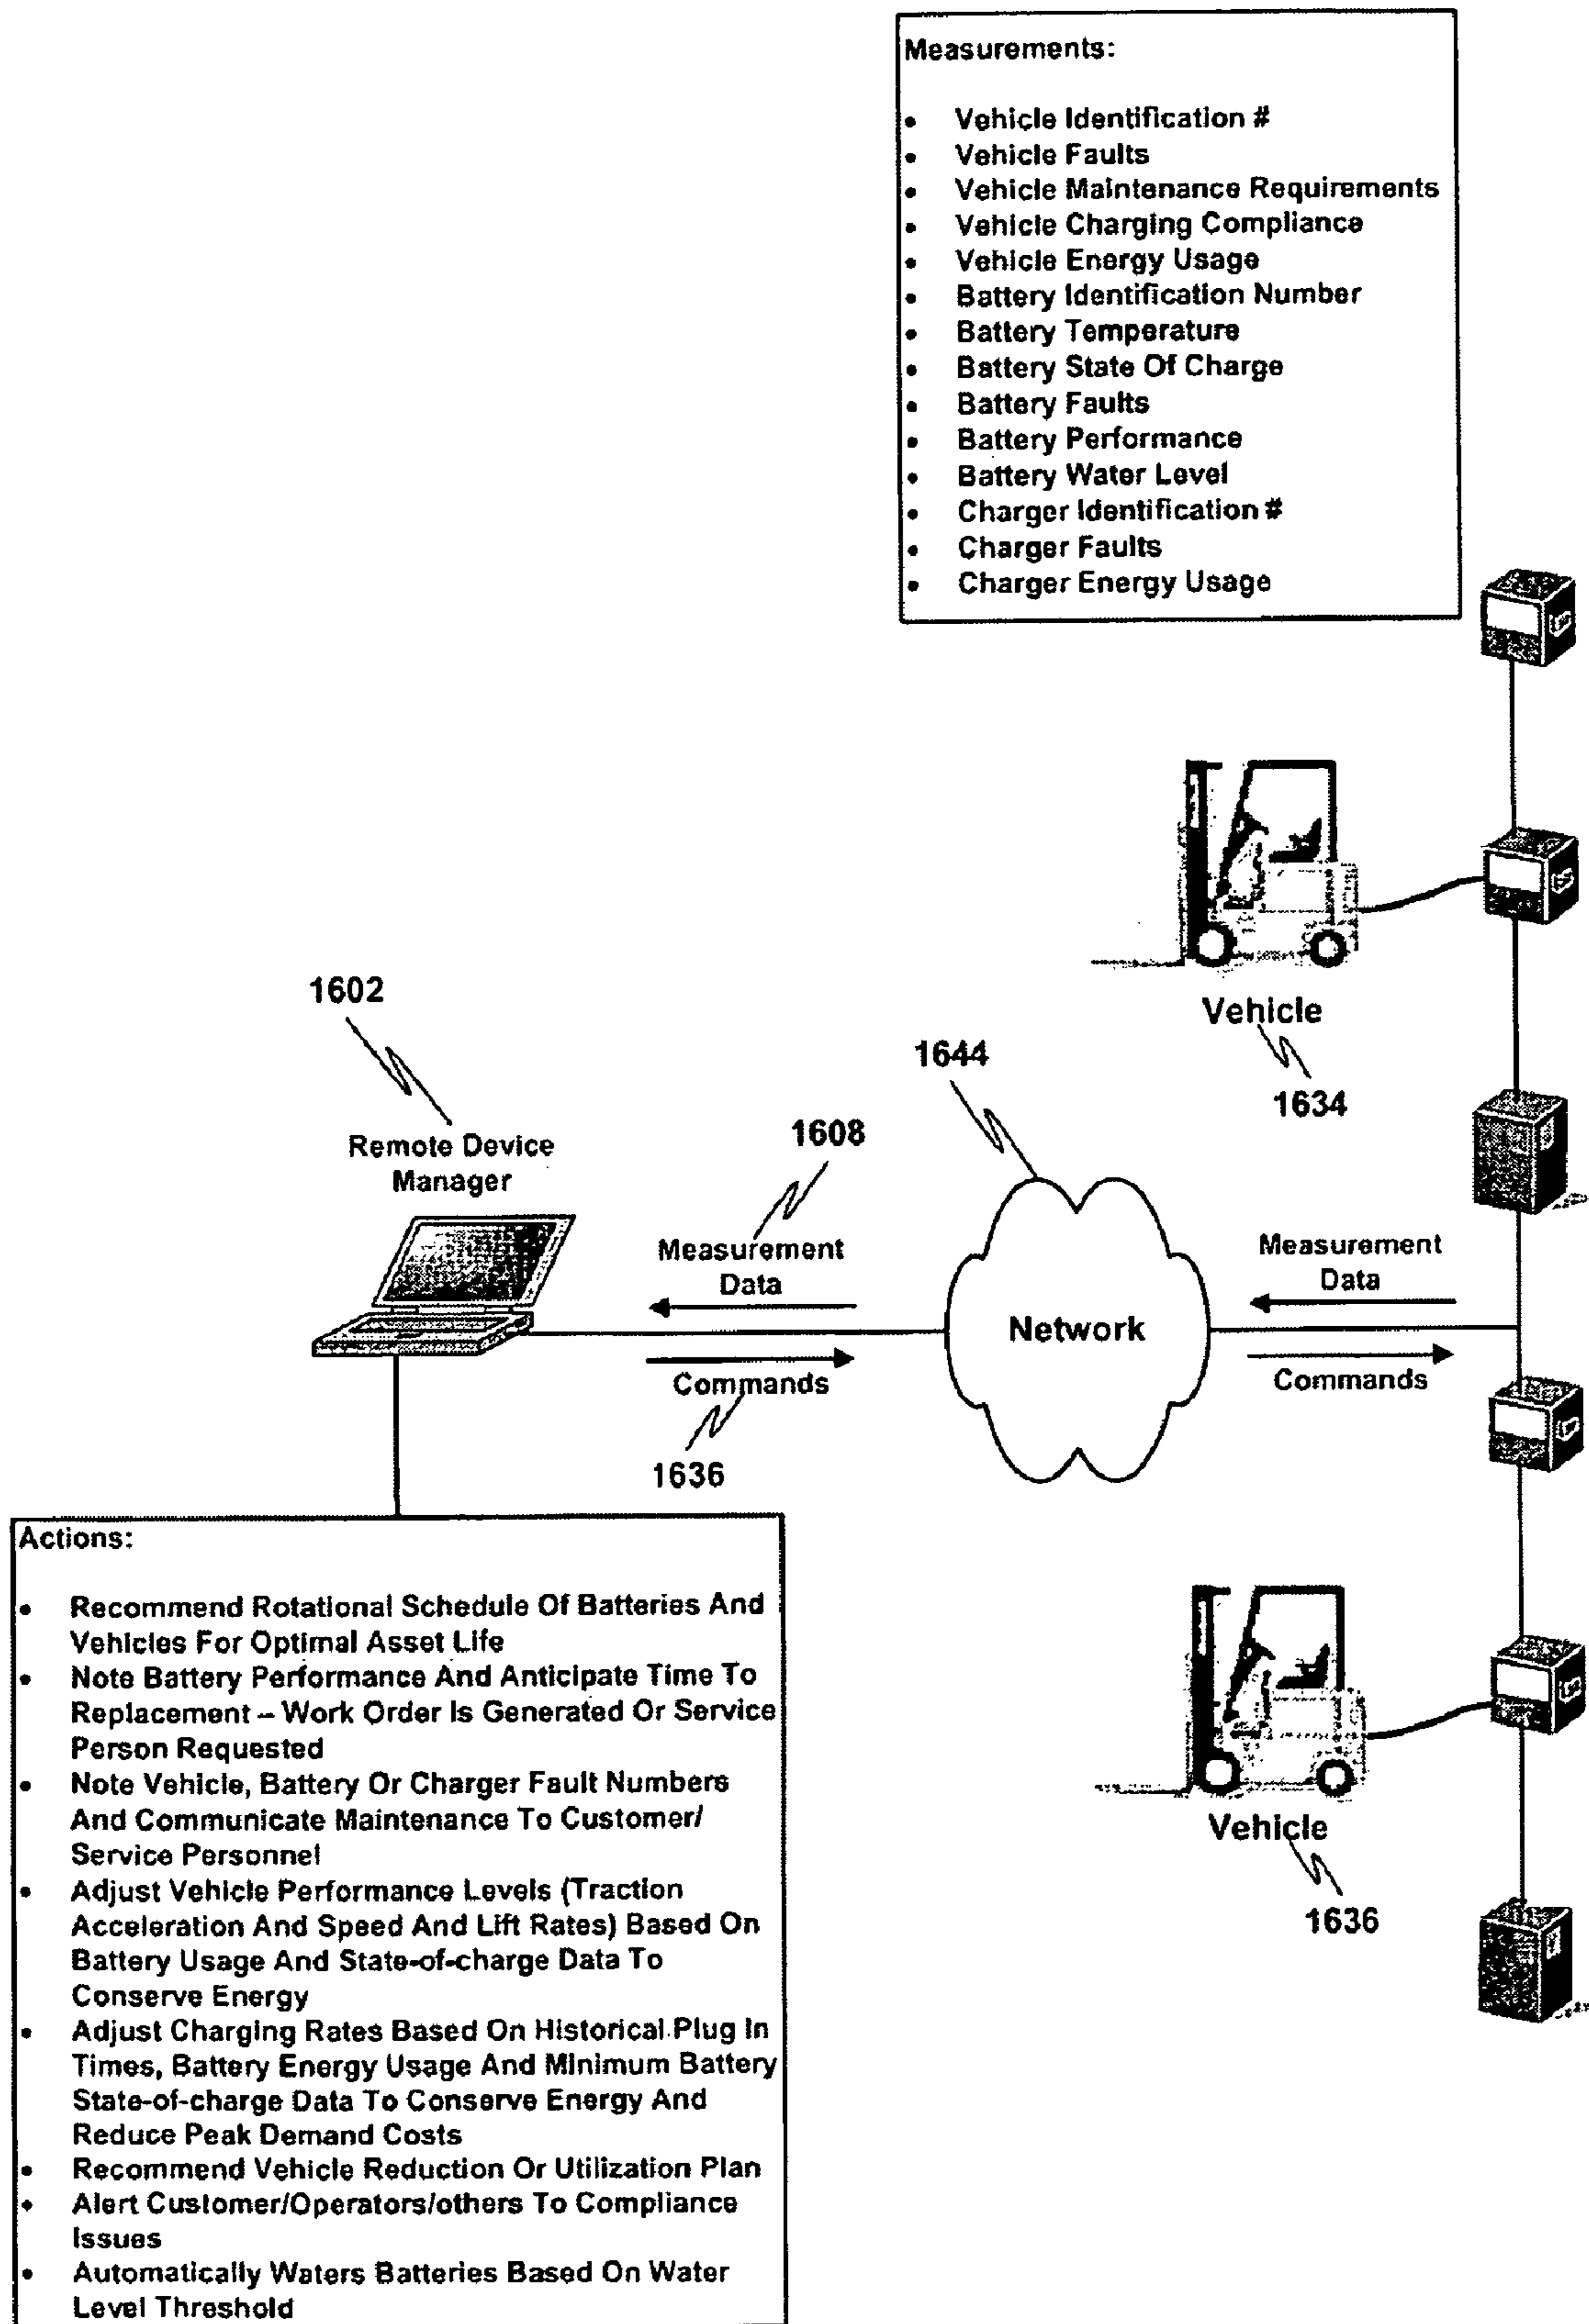 Measurements:
• Vehicle Identification #
• Vehicle Faults
• Vehicle Maintenance Requirements
• Vehicle Charging Compliance
• Vehicle Energy Usage
• Battery Identification Number
• Battery Temperature
• Battery State Of Charge
• Battery Faults
• Battery Performance
• Battery Water Level
• Charger Identification #
• Charger Faults
• Charger Energy Usage
Vehicle
1634
1602
Remote Device
Manager
1608
Measurement
Data
Commands
1636
1644
Network
Measurement
Data
Commands
Vehicle
1636
Actions:
• Recommend Rotational Schedule Of Batteries And
Vehicles For Optimal Asset Life
• Note Battery Performance And Anticipate Time To
Replacement – Work Order Is Generated Or Service
Person Requested
• Note Vehicle, Battery Or Charger Fault Numbers
And Communicate Maintenance To Customer/
Service Personnel
• Adjust Vehicle Performance Levels (Traction
Acceleration And Speed And Lift Rates) Based On
Battery Usage And State-of-charge Data To
Conserve Energy
• Adjust Charging Rates Based On Historical Plug In
Times, Battery Energy Usage And Minimum Battery
State-of-charge Data To Conserve Energy And
Reduce Peak Demand Costs
• Recommend Vehicle Reduction Or Utilization Plan
• Alert Customer/Operators/others To Compliance
Issues
• Automatically Waters Batteries Based On Water
Level Threshold